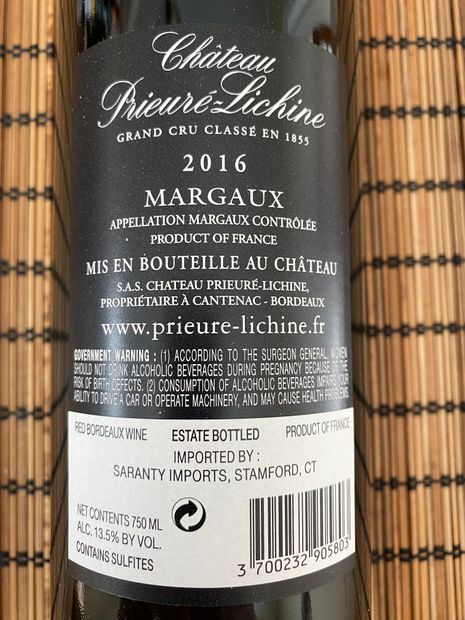 Château
Prieuré-Lichine
GRAND CRU CLASSÉ EN 1855
2016
MARGAUX
APPELLATION MARGAUX CONTRÔLÉE
PRODUCT OF FRANCE
MIS EN BOUTEILLE AU CHÂTEAU
S.A.S. CHATEAU PRIEURÉ-LICHINE,
PROPRIÉTAIRE À CANTENAC - BORDEAUX
www.prieure-lichine.fr
GOVERNMENT WARNING : (1) ACCORDING TO THE SURGEON GENERAL, WOMEN
SHOULD NOT DRINK ALCOHOLIC BEVERAGES DURING PREGNANCY BECAUSE OF THE
RISK OF BIRTH DEFECTS. (2) CONSUMPTION OF ALCOHOLIC BEVERAGES IMPAIRS YOUR
ABILITY TO DRIVE A CAR OR OPERATE MACHINERY, AND MAY CAUSE HEALTH PROBLEMS.
RED BORDEAUX WINE ESTATE BOTTLED PRODUCT OF FRANCE
IMPORTED BY :
SARANTY IMPORTS, STAMFORD, CT
NET CONTENTS 750 ML
ALC. 13.5% BY VOL.
CONTAINS SULFITES
3 700232 905803